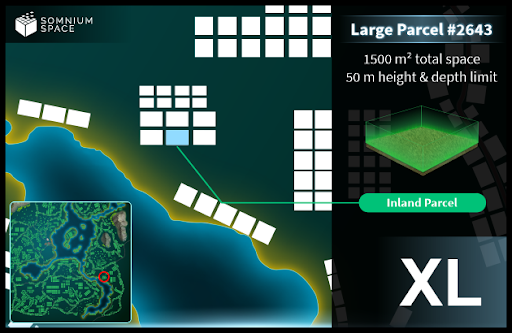 SOMNIUM
SPACE
Large Parcel #2643
1500 m² total space
50 m height & depth limit
Inland Parcel
XL